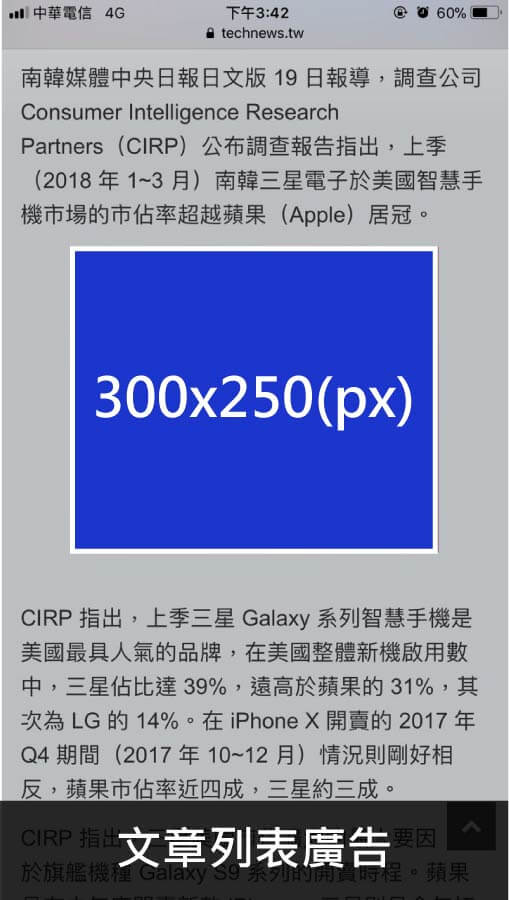 中華電信 4G 下午3:42 60%
technews.tw
南韓媒體中央日報日文版 19 日報導，調查公司
Consumer Intelligence Research
Partners（CIRP）公布調查報告指出，上季
（2018 年 1~3 月）南韓三星電子於美國智慧手
機市場的市佔率超越蘋果（Apple）居冠。
300x250(px)
CIRP 指出，上季三星 Galaxy 系列智慧手機是
美國最具人氣的品牌，在美國整體新機啟用數
中，三星佔比達 39%，遠高於蘋果的 31%，其
次為 LG 的 14%。在 iPhone X 開賣的 2017 年
Q4 期間（2017 年 10~12 月）情況則剛好相
反，蘋果市佔率近四成，三星約三成。
CIRP 指出
要因
文章列表廣告
於旗艦機種 Galaxy S9 系列的開賣時程。蘋果